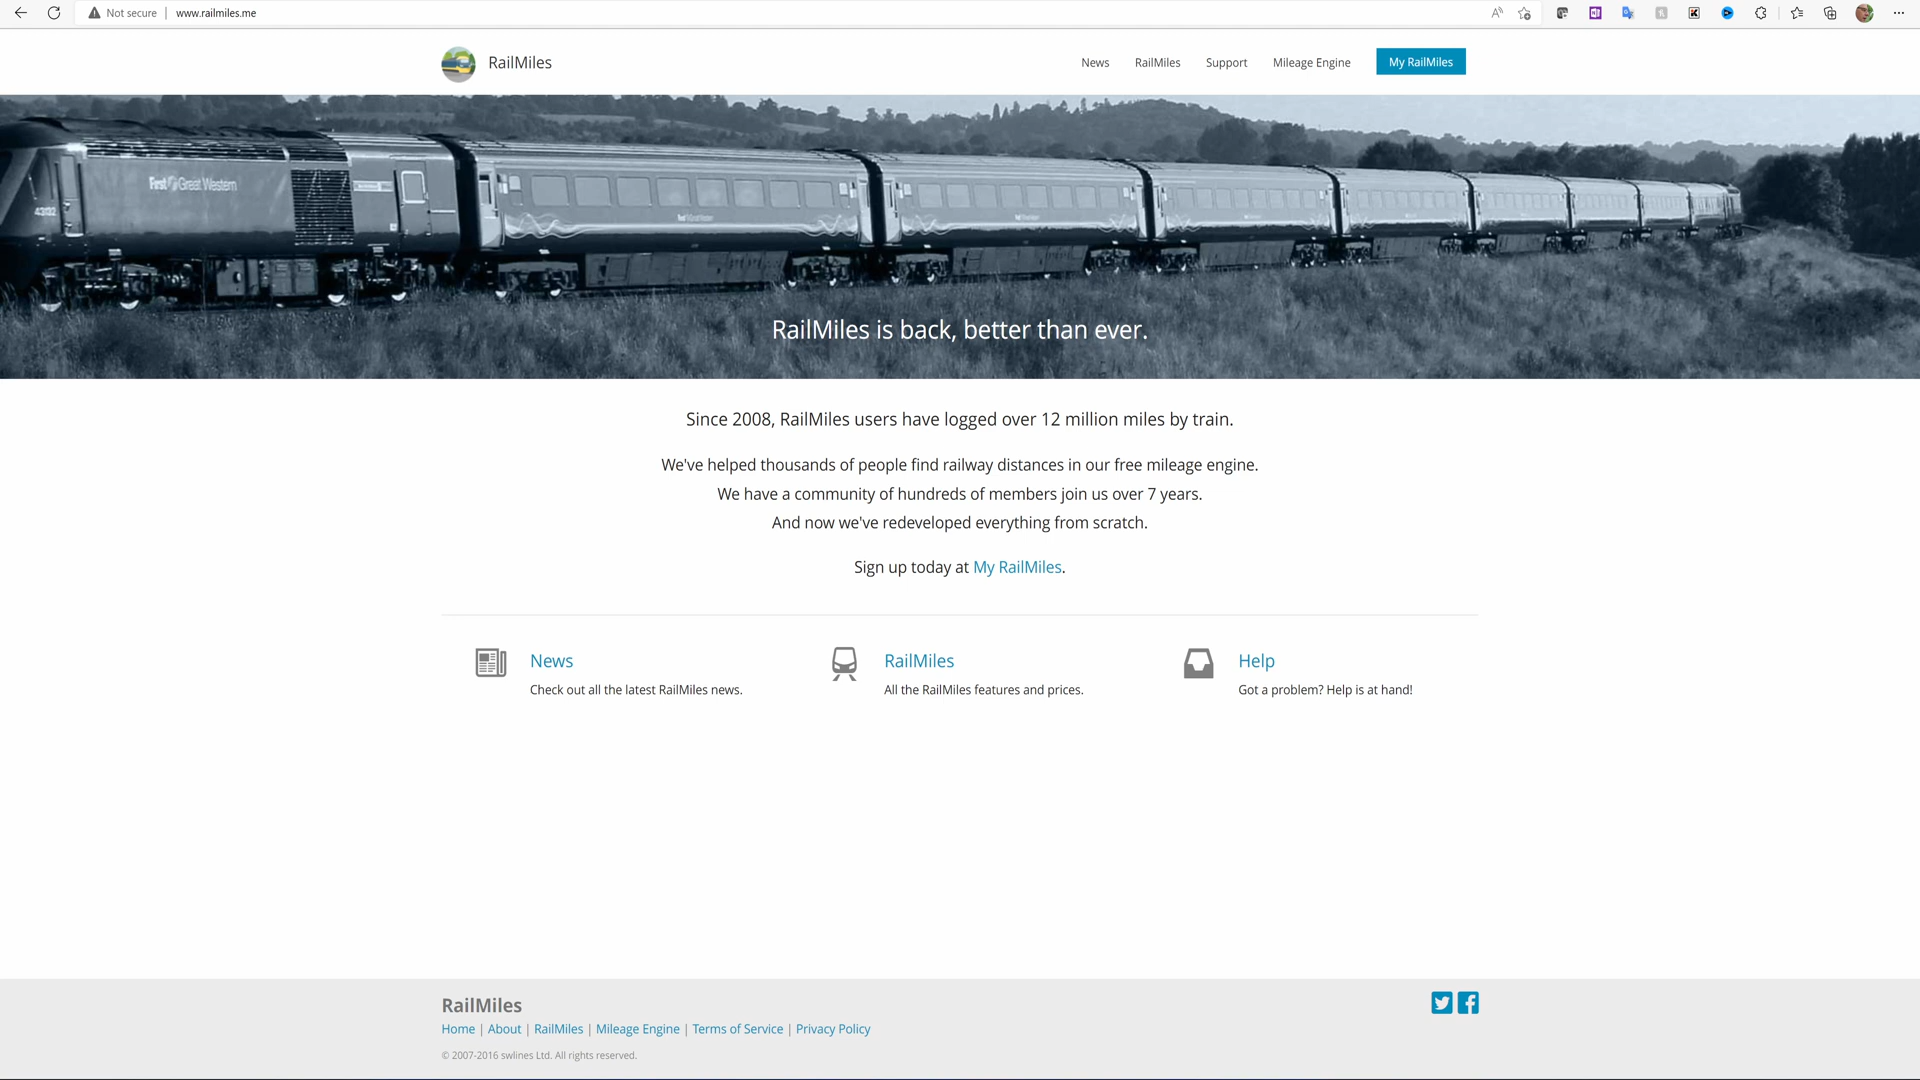 Not secure
www.railmiles.me
RailMiles
News
RailMiles
Support
Mileage Engine
My RailMiles
First Great Western
43132
RailMiles is back, better than ever.
Since 2008, RailMiles users have logged over 12 million miles by train.
We've helped thousands of people find railway distances in our free mileage engine.
We have a community of hundreds of members join us over 7 years.
And now we've redeveloped everything from scratch.
Sign up today at My RailMiles.
News
Check out all the latest RailMiles news.
RailMiles
All the RailMiles features and prices.
Help
Got a problem? Help is at hand!
RailMiles
Home | About | RailMiles | Mileage Engine | Terms of Service | Privacy Policy
© 2007-2016 swlines Ltd. All rights reserved.